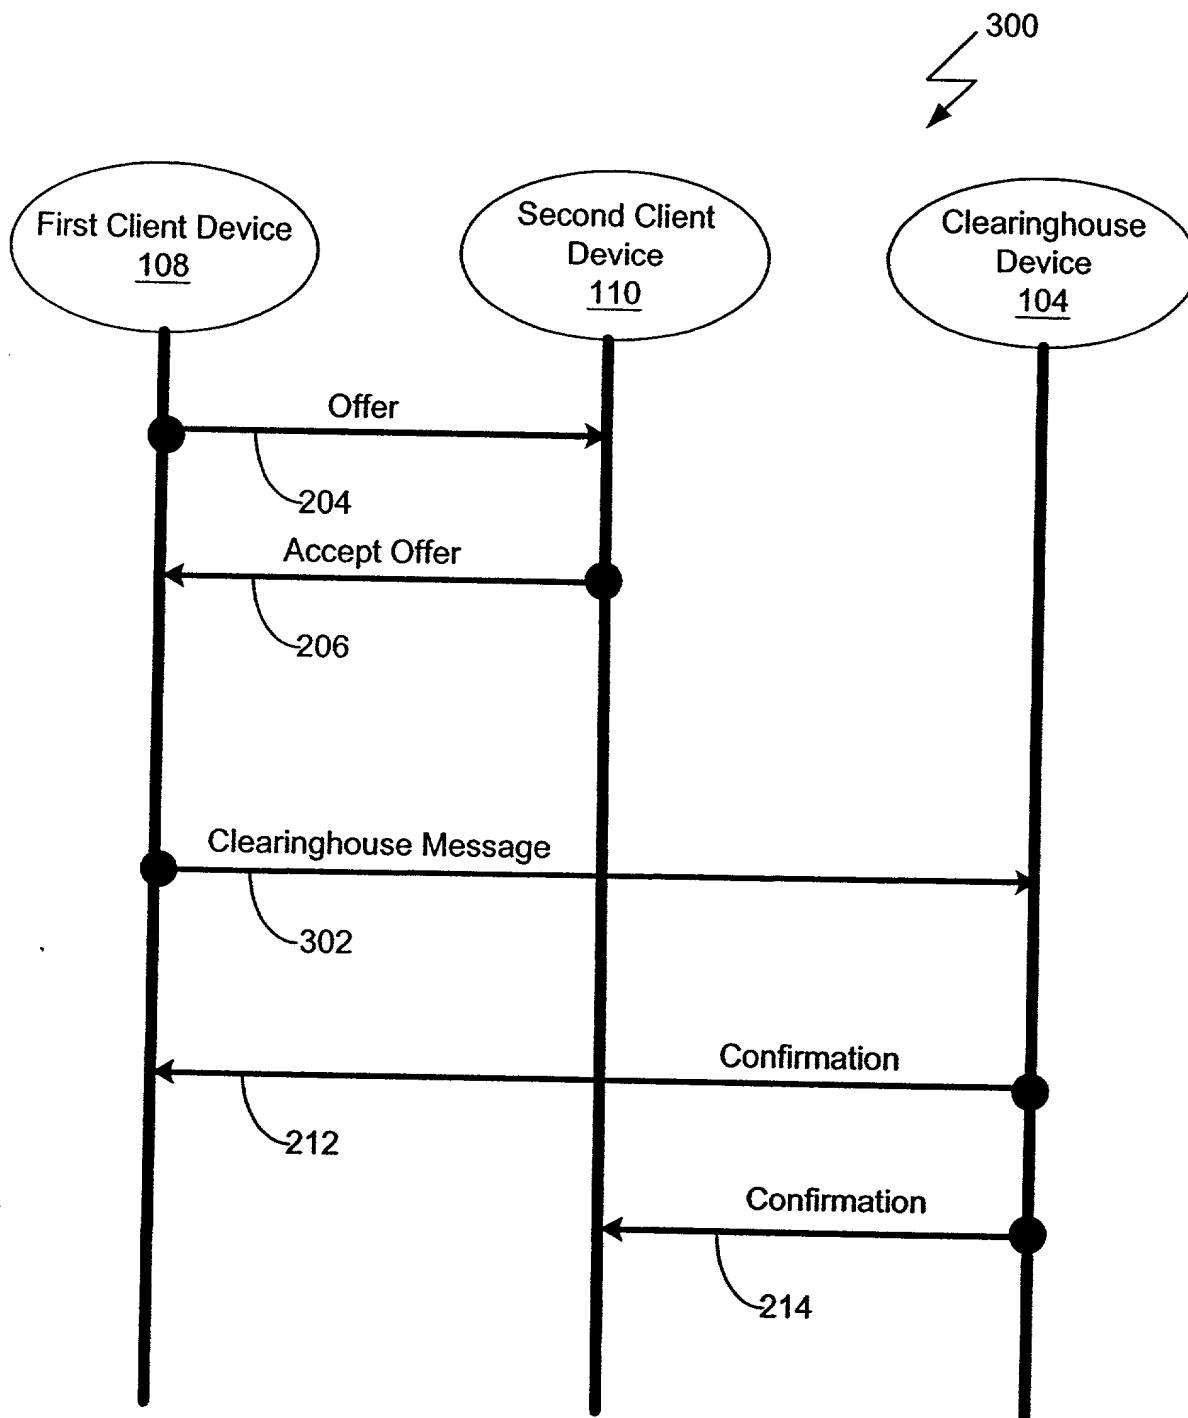 300
First Client Device
108
Second Client
Device
110
Clearinghouse
Device
104
Offer
204
Accept Offer
206
Clearinghouse Message
302
Confirmation
212
Confirmation
214